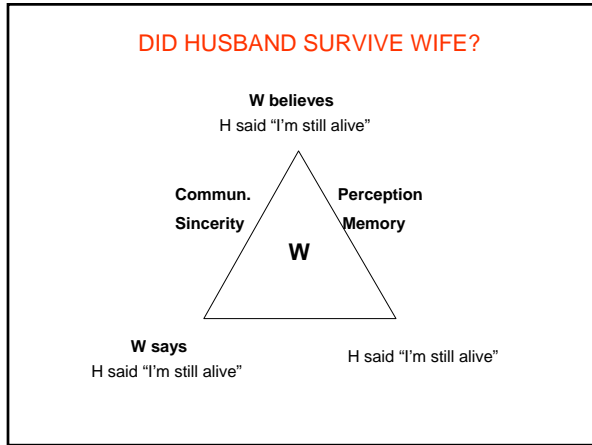 DID HUSBAND SURVIVE WIFE?
W believes
H said “I’m still alive”
Commun.
Perception
Sincerity
Memory
W
W says
H said “I’m still alive”
H said “I’m still alive”